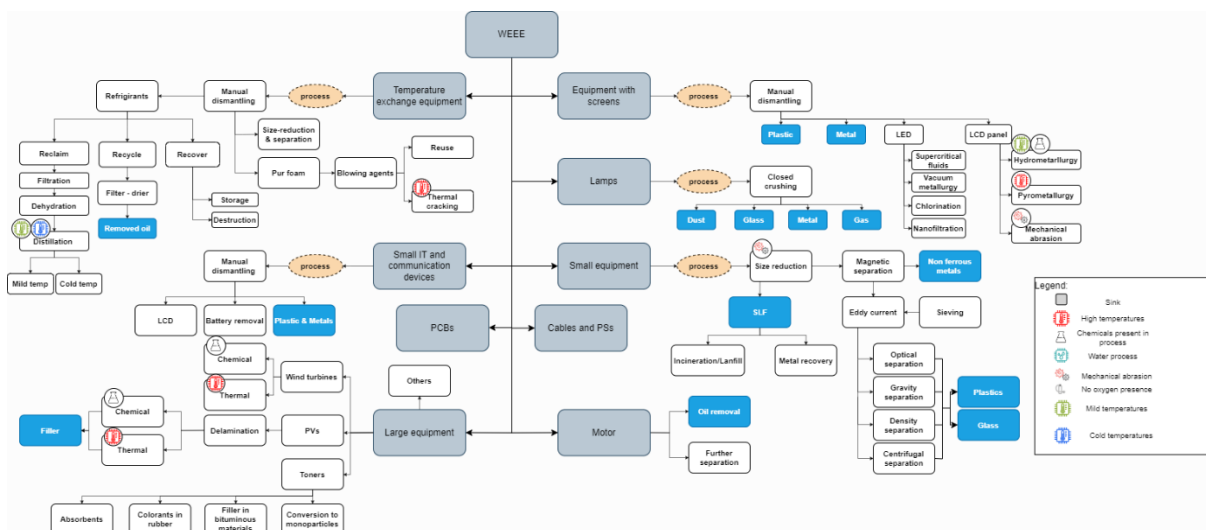 WEEE
Refrigirants
Manual
dismantling
process
Temperature
exchange equipment
Equipment with
screens
process
Manual
dismantling
Size-reduction
& separation
Plastic
Metal
LED
LCD panel
Reclaim
Recycle
Recover
Reuse
Supercritical
fluids
Hydrometarllurgy
Filtration
Pur foam
Blowing agents
Lamps
process
Closed
crushing
Vacuum
metallurgy
Pyrometallurgy
Filter - drier
Thermal
cracking
Dehydration
Storage
Chlorination
Removed oil
Destruction
Dust
Glass
Metal
Gas
Nanofiltration
Mechanical
abrasion
Distillation
Mild temp
Cold temp
Manual
dismantling
process
Small IT and
communication
devices
Small equipment
process
Size reduction
Magnetic
separation
Non ferrous
metals
LCD
Battery removal
Plastic & Metals
PCBs
Cables and PSs
SLF
Eddy current
Sieving
Chemical
Wind turbines
Thermal
Others
Incineration/Lanfill
Metal recovery
Optical
separation
Gravity
separation
Plastics
Chemical
Filler
Delamination
PVs
Large equipment
Motor
Oil removal
Density
separation
Glass
Thermal
Further
separation
Centrifugal
separation
Toners
Absorbents
Colorants in
rubber
Filler in
bituminous
materials
Conversion to
monoparticles
Legend:
Sink
High temperatures
Chemicals present in
process
Water process
Mechanical abrasion
No oxygen presence
Mild temperatures
Cold temperatures